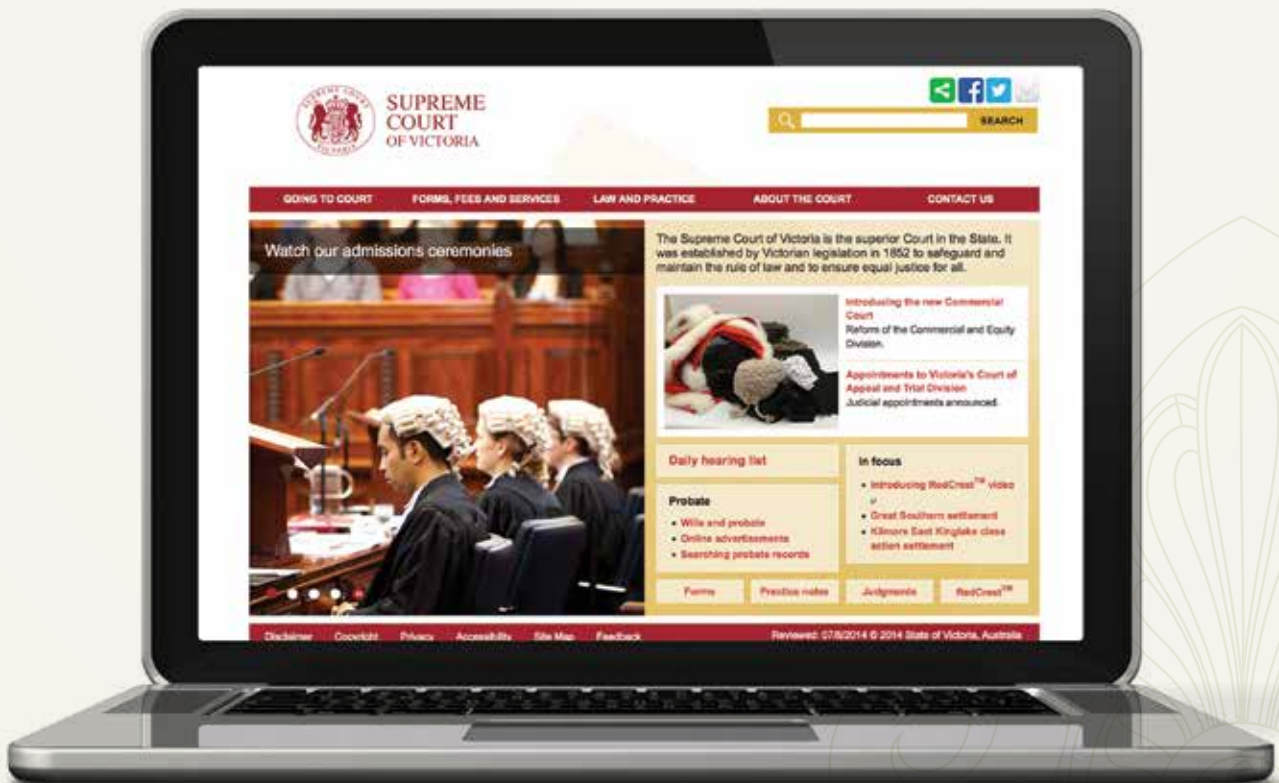 SUPREME COURT
VICTORIA
SUPREME
COURT
OF VICTORIA
SEARCH
GOING TO COURT
FORMS, FEES AND SERVICES
LAW AND PRACTICE
ABOUT THE COURT
CONTACT US
Watch our admissions ceremonies
The Supreme Court of Victoria is the superior Court in the State. It
was established by Victorian legislation in 1852 to safeguard and
maintain the rule of law and to ensure equal justice for all.
Introducing the new Commercial
Court
Reform of the Commercial and Equity
Division.
Appointments to Victoria's Court of
Appeal and Trial Division
Judicial appointments announced.
Daily hearing list
Probate
• Wills and probate
• Online advertisements
• Searching probate records
In focus
• Introducing RedCrest™ video
• Great Southern settlement
• Kilmore East Kinglake class
action settlement
Forms
Practice notes
Judgments
RedCrest™
Disclaimer
Copyright
Privacy
Accessibility
Site Map
Feedback
Reviewed: 07/8/2014 © 2014 State of Victoria, Australia